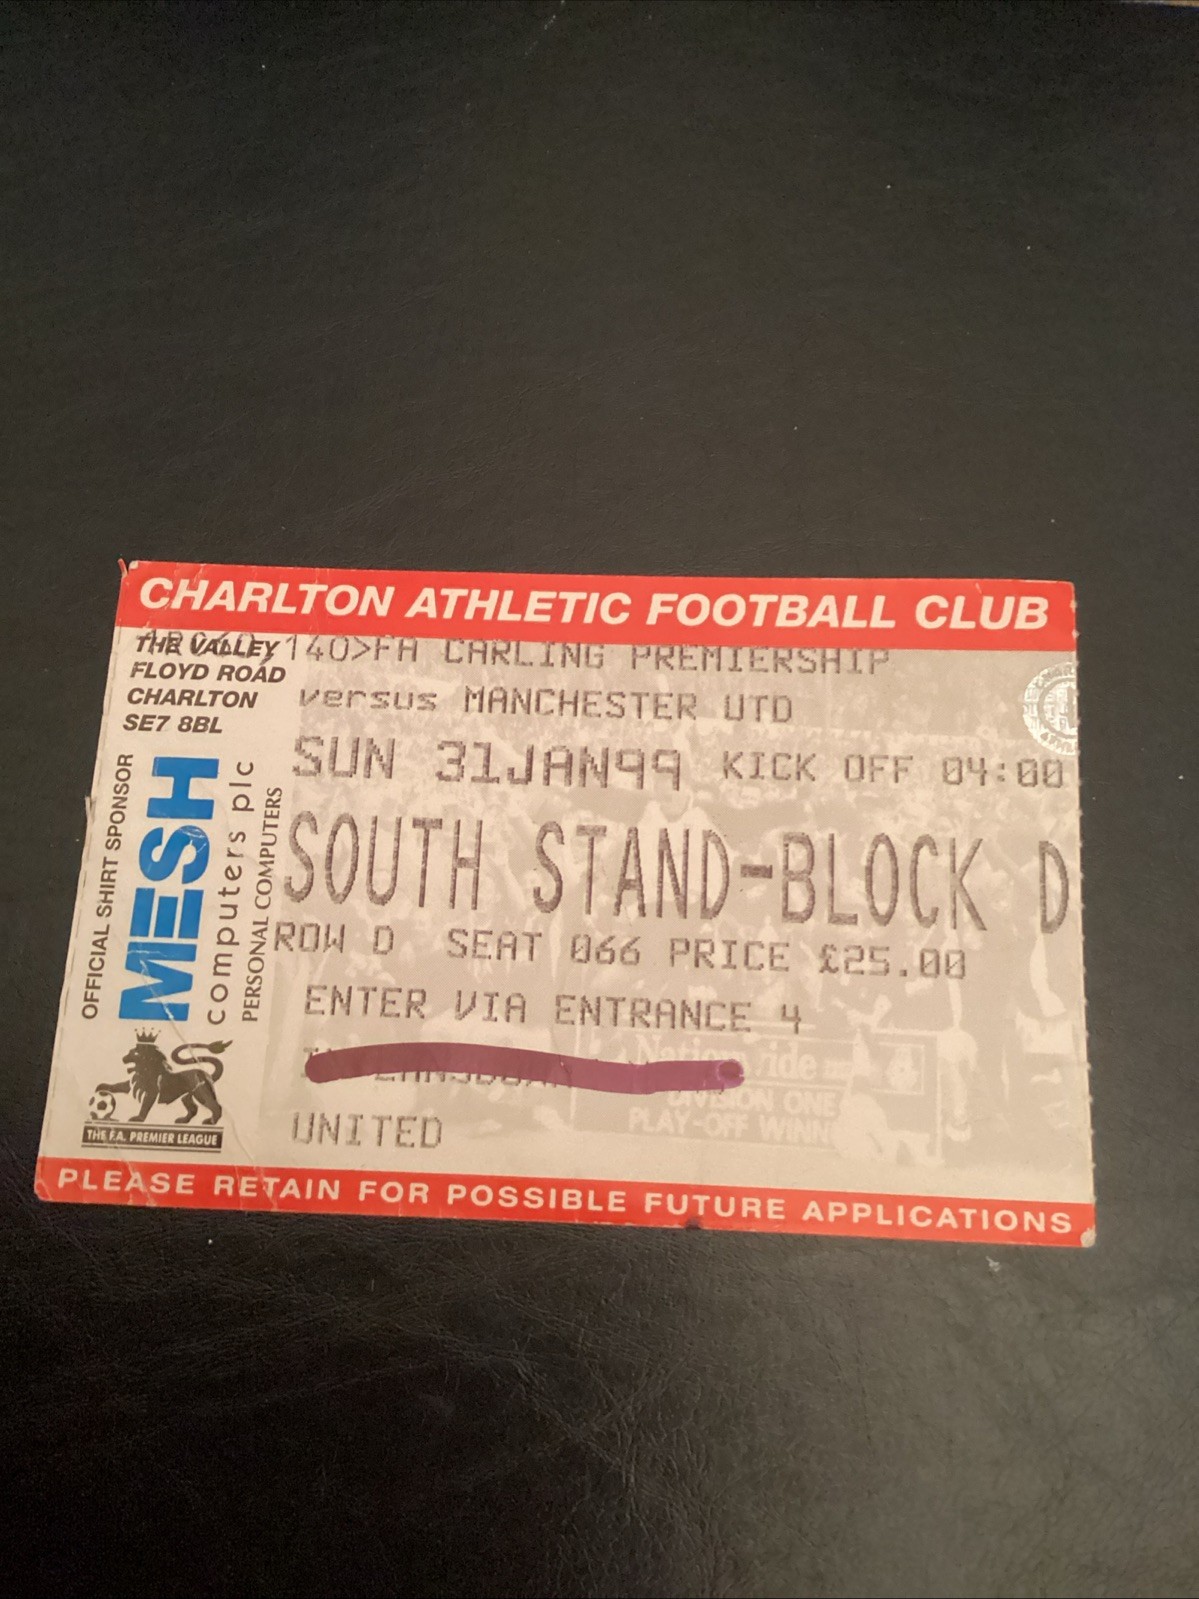 CHARLTON ATHLETIC FOOTBALL CLUB
THE VALLEY
FLOYD ROAD
CHARLTON
SE7 8BL
140>FA CARLING PREMIERSHIP
versus MANCHESTER UTD
SUN 31JAN99 KICK OFF 04:00
SOUTH STAND-BLOCK D
ROW D SEAT 066 PRICE £25.00
ENTER VIA ENTRANCE 4
UNITED
OFFICIAL SHIRT SPONSOR
MESH
computers plc
PERSONAL COMPUTERS
THE F.A. PREMIER LEAGUE
Nationwide
DIVISION ONE
PLAY-OFF WINN
PLEASE RETAIN FOR POSSIBLE FUTURE APPLICATIONS